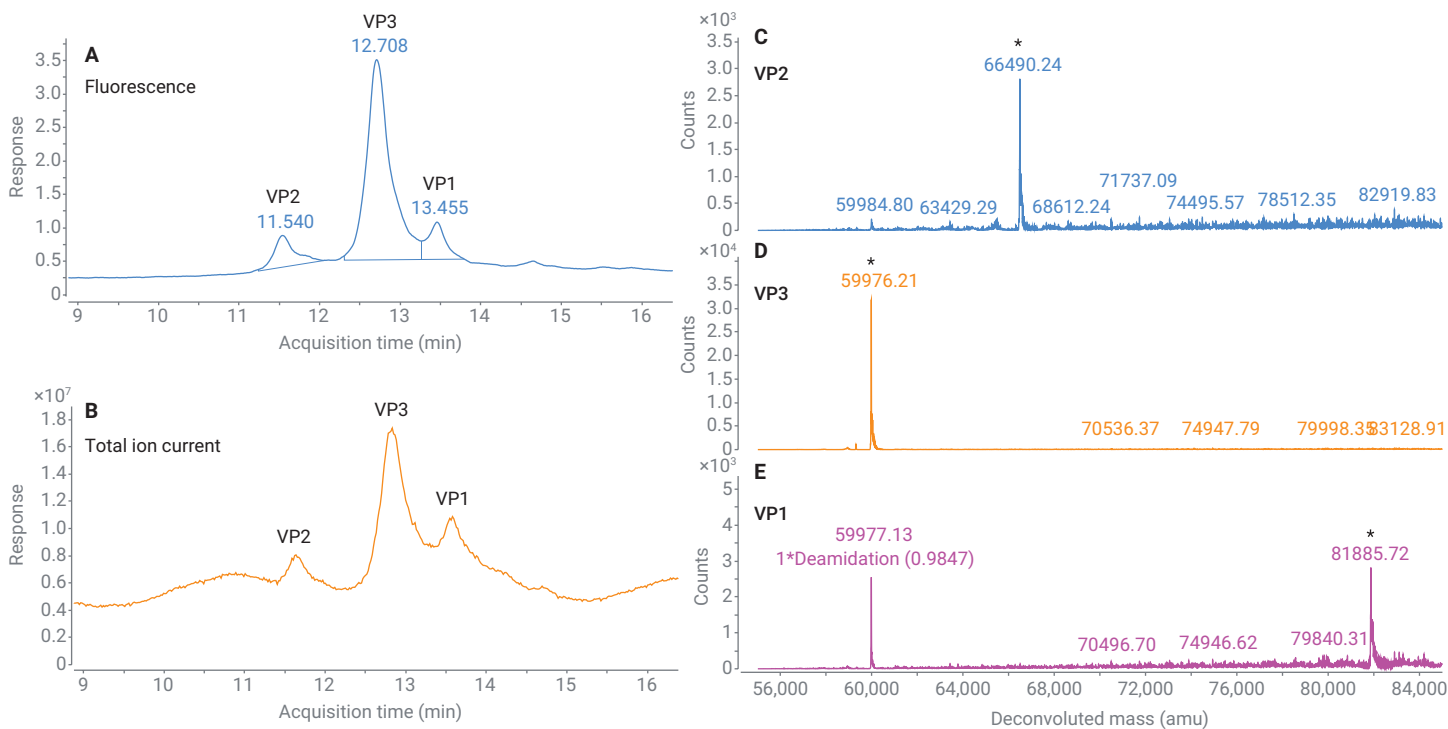 A
Fluorescence
VP3
12.708
VP2
11.540
VP1
13.455
Response
3.5
3.0
2.5
2.0
1.5
1.0
0.5
0
9 10 11 12 13 14 15 16
Acquisition time (min)
×10⁷
B
Total ion current
VP3
VP2
VP1
Response
1.8
1.6
1.4
1.2
1.0
0.8
0.6
0.4
0.2
0
9 10 11 12 13 14 15 16
Acquisition time (min)
×10³
C
VP2
*
66490.24
59984.80 63429.29 68612.24 71737.09 74495.57 78512.35 82919.83
Counts
3.5
3.0
2.5
2.0
1.5
1.0
0.5
0
×10⁴
D
VP3
*
59976.21
70536.37 74947.79 79998.35 83128.91
Counts
3.5
3.0
2.5
2.0
1.5
1.0
0.5
0
×10³
E
VP1
59977.13
1*Deamidation (0.9847)
*
81885.72
70496.70 74946.62 79840.31
Counts
5
4
3
2
1
0
56,000 60,000 64,000 68,000 72,000 76,000 80,000 84,000
Deconvoluted mass (amu)